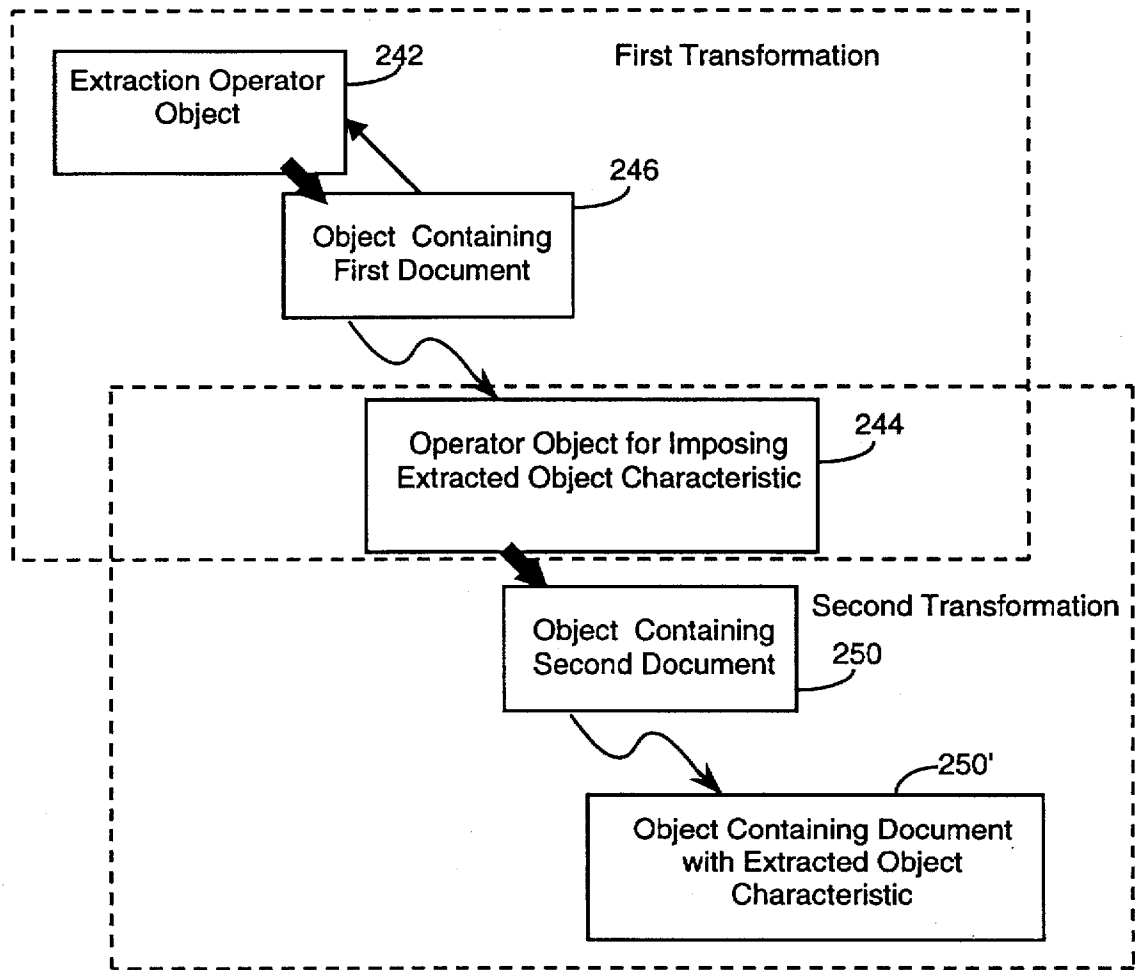 242
First Transformation
Extraction Operator
Object
246
Object Containing
First Document
244
Operator Object for Imposing
Extracted Object Characteristic
Second Transformation
Object Containing
Second Document
250
250'
Object Containing Document
with Extracted Object
Characteristic